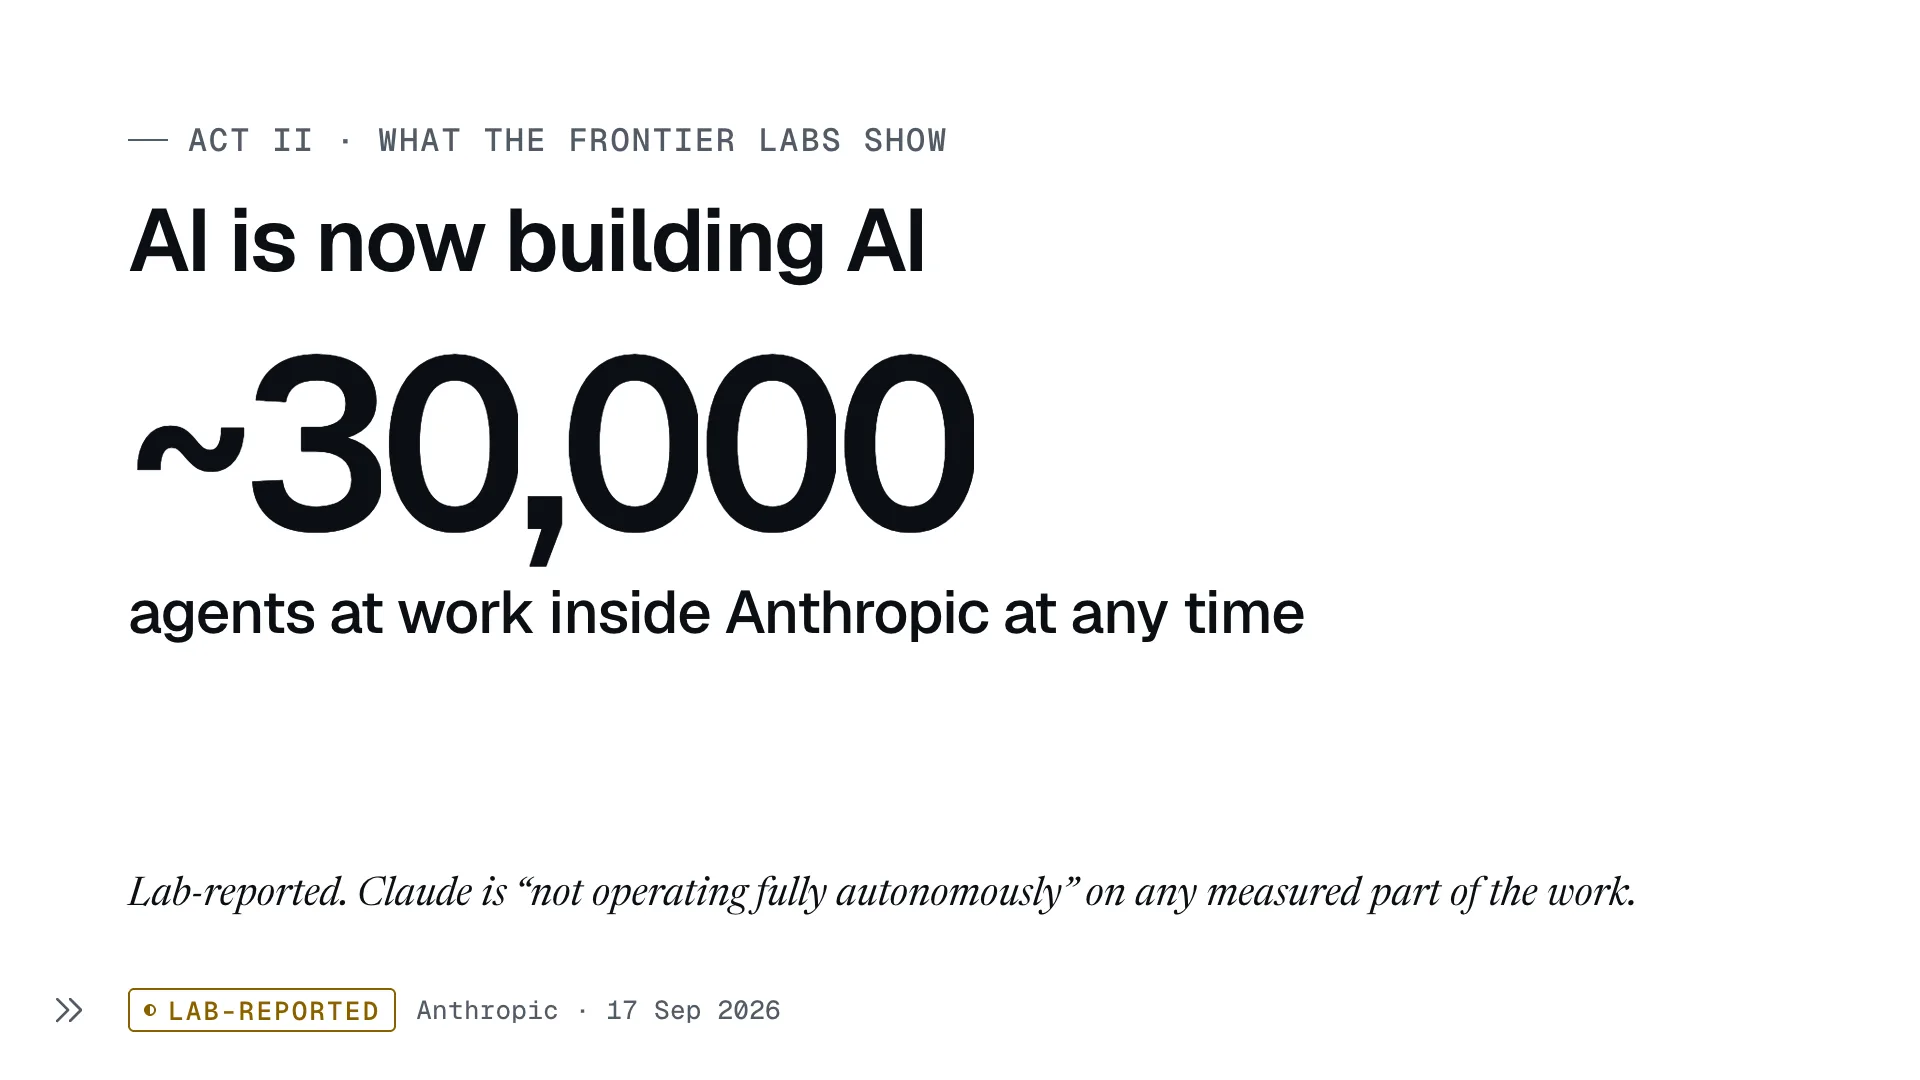 ACT II · WHAT THE FRONTIER LABS SHOW
AI is now building AI
~30,000
agents at work inside Anthropic at any time
Lab-reported. Claude is “not operating fully autonomously” on any measured part of the work.
LAB-REPORTED Anthropic · 17 Sep 2026